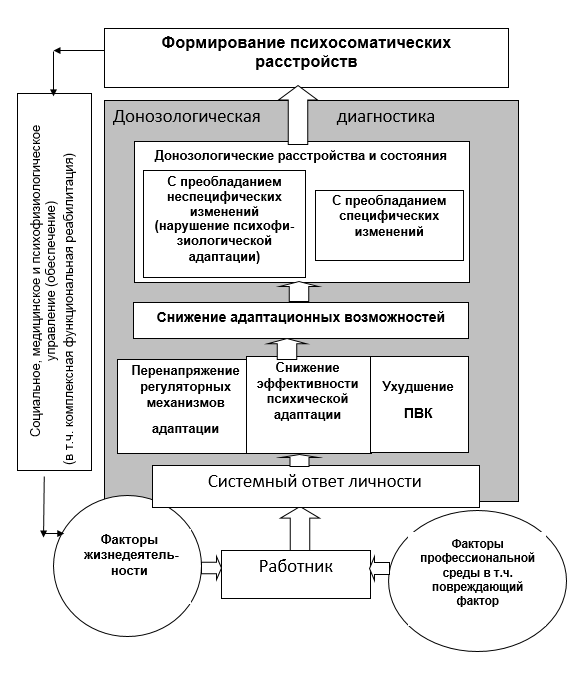 Формирование психосоматических
расстройств
Социальное, медицинское и психофизиологическое
управление (обеспечение)
(в т.ч. комплексная функциональная реабилитация)
Донозологическая диагностика
Донозологические расстройства и состояния
С преобладанием
неспецифических
изменений
(нарушение психофи-
зиологической
адаптации)
С преобладанием
специфических
изменений
Снижение адаптационных возможностей
Перенапряжение
регуляторных
механизмов
адаптации
Снижение
эффективности
психической
адаптации
Ухудшение
ПВК
Системный ответ личности
Факторы
жизнедеятель-
ности
Работник
Факторы
профессиональной
среды в т.ч.
повреждающий
фактор